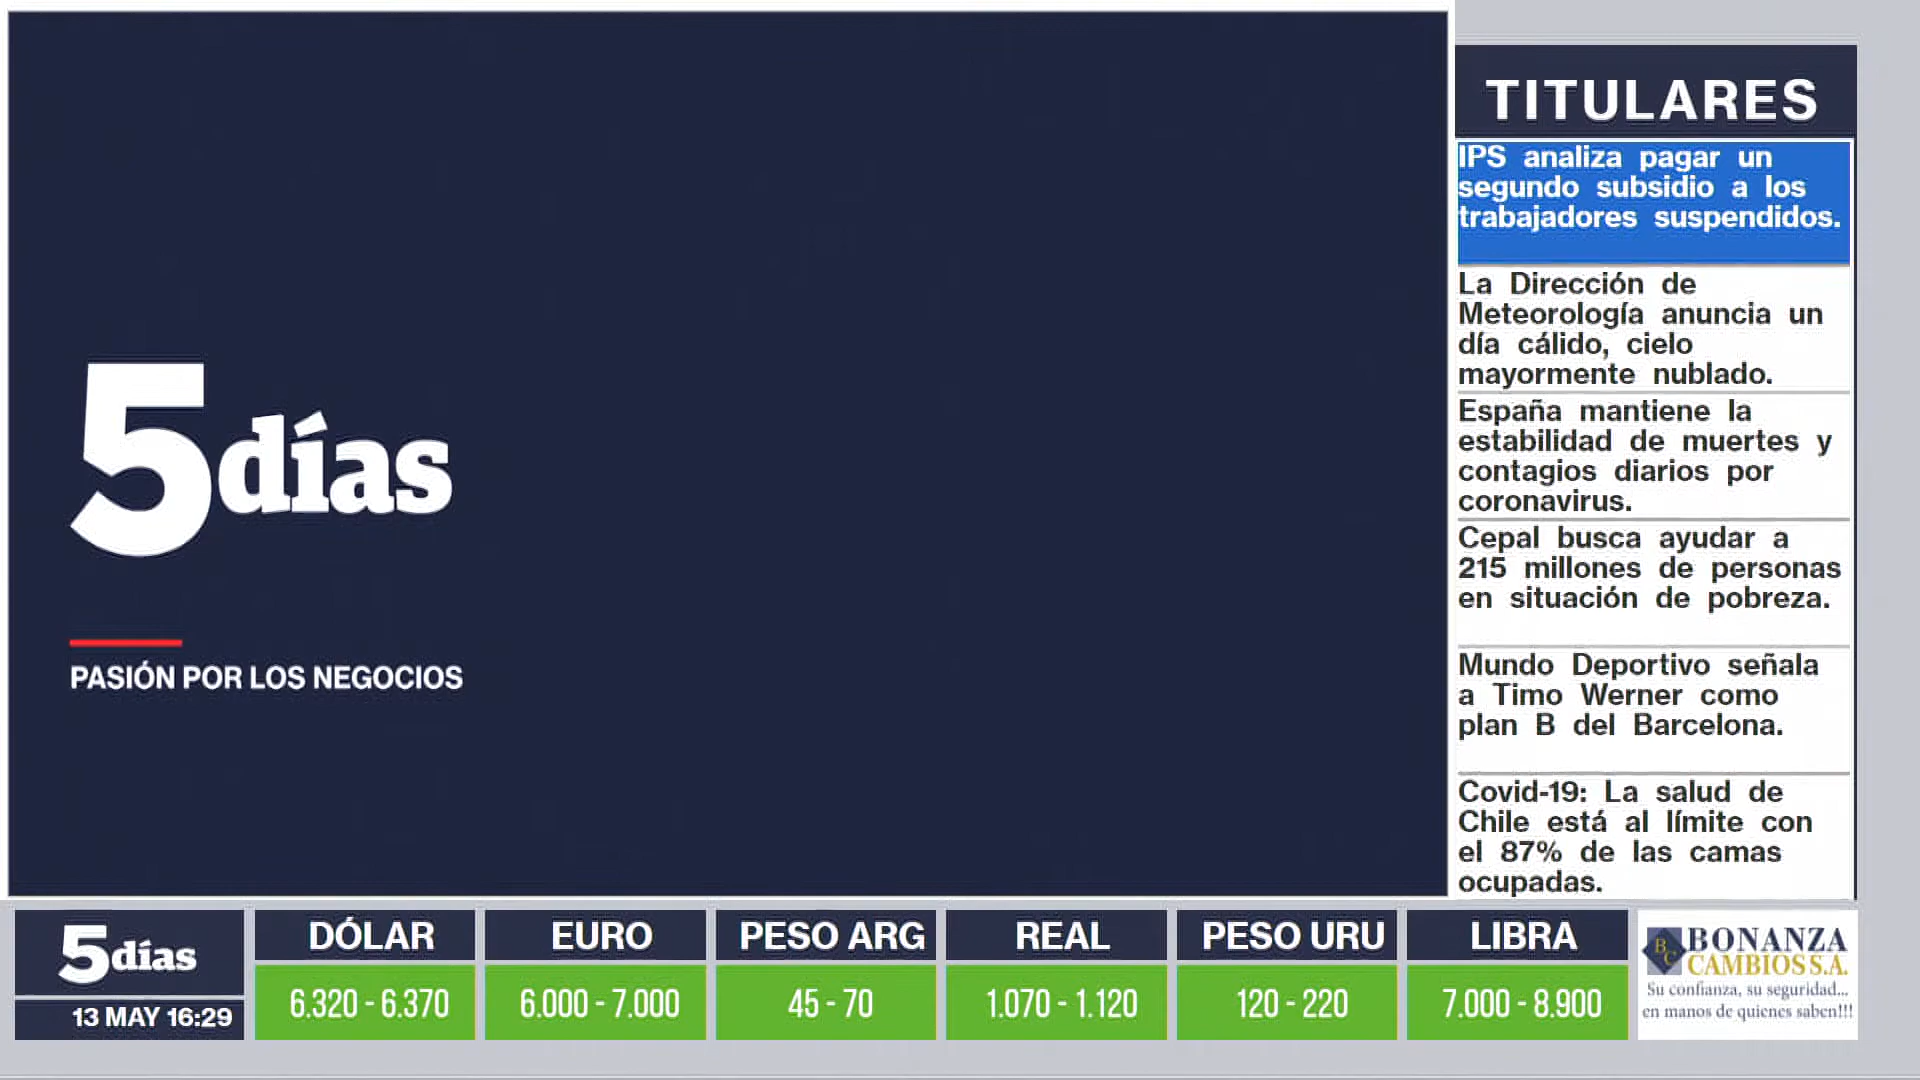 5días
PASIÓN POR LOS NEGOCIOS
TITULARES
IPS analiza pagar un
segundo subsidio a los
trabajadores suspendidos.
La Dirección de
Meteorología anuncia un
día cálido, cielo
mayormente nublado.
España mantiene la
estabilidad de muertes y
contagios diarios por
coronavirus.
Cepal busca ayudar a
215 millones de personas
en situación de pobreza.
Mundo Deportivo señala
a Timo Werner como
plan B del Barcelona.
Covid-19: La salud de
Chile está al límite con
el 87% de las camas
ocupadas.
5días
13 MAY 16:29
DÓLAR
6.320 - 6.370
EURO
6.000 - 7.000
PESO ARG
45 - 70
REAL
1.070 - 1.120
PESO URU
120 - 220
LIBRA
7.000 - 8.900
BC
BONANZA
CAMBIOS S.A.
Su confianza, su seguridad...
en manos de quienes saben!!!